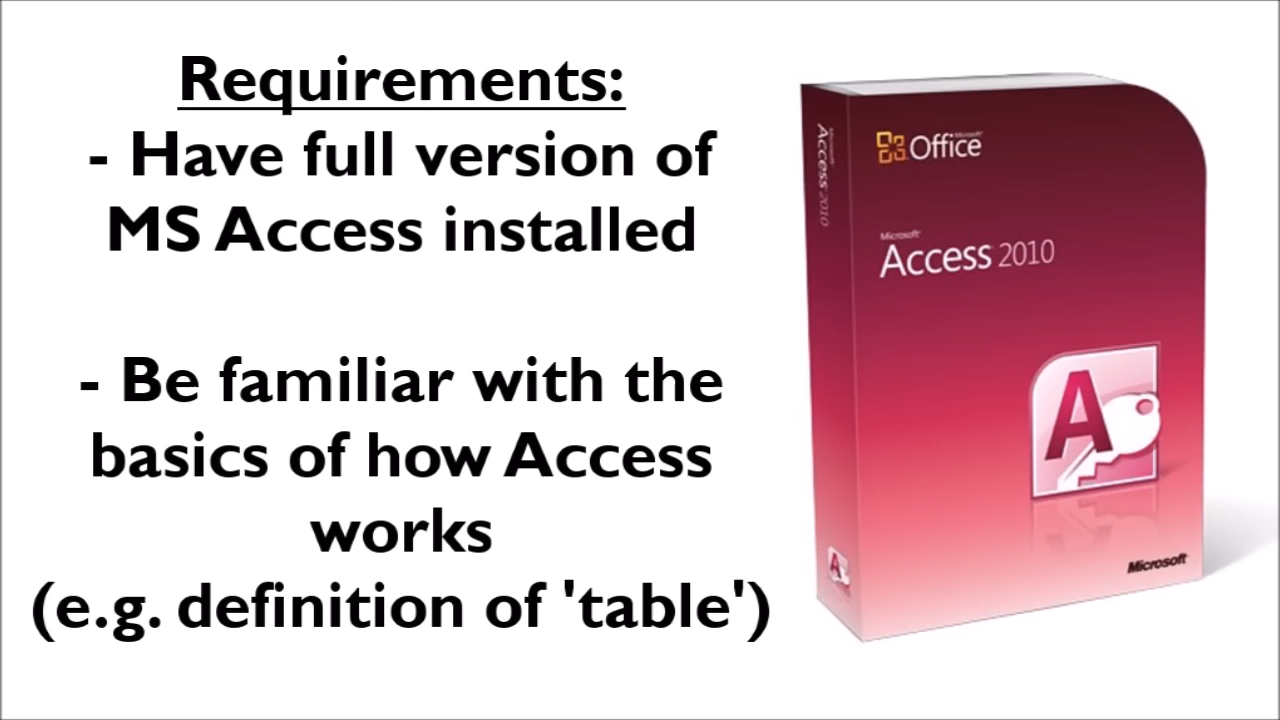 Requirements:
- Have full version of
MS Access installed
- Be familiar with the
basics of how Access
works
(e.g. definition of 'table')
Microsoft
Access 2010
Office
Microsoft
Microsoft
Access 2010
A
Microsoft
A